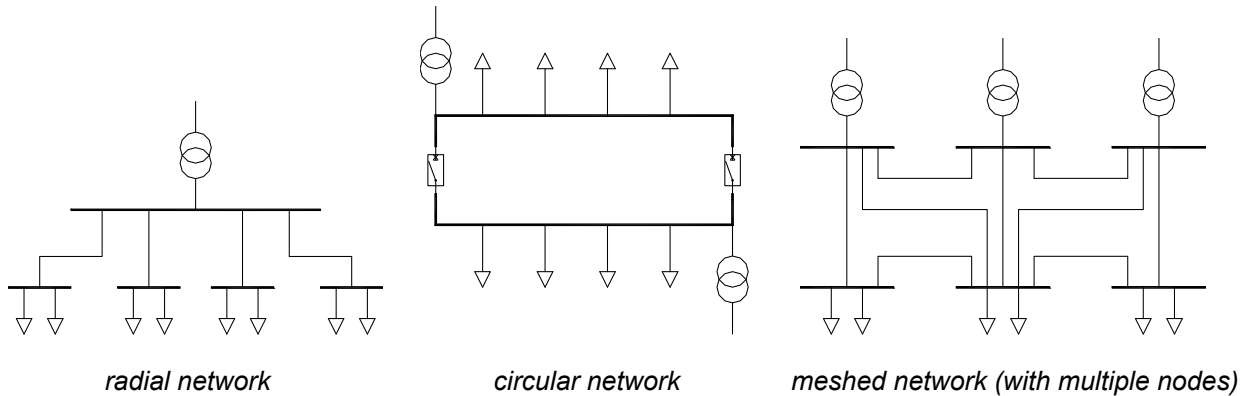 radial network
circular network
meshed network (with multiple nodes)